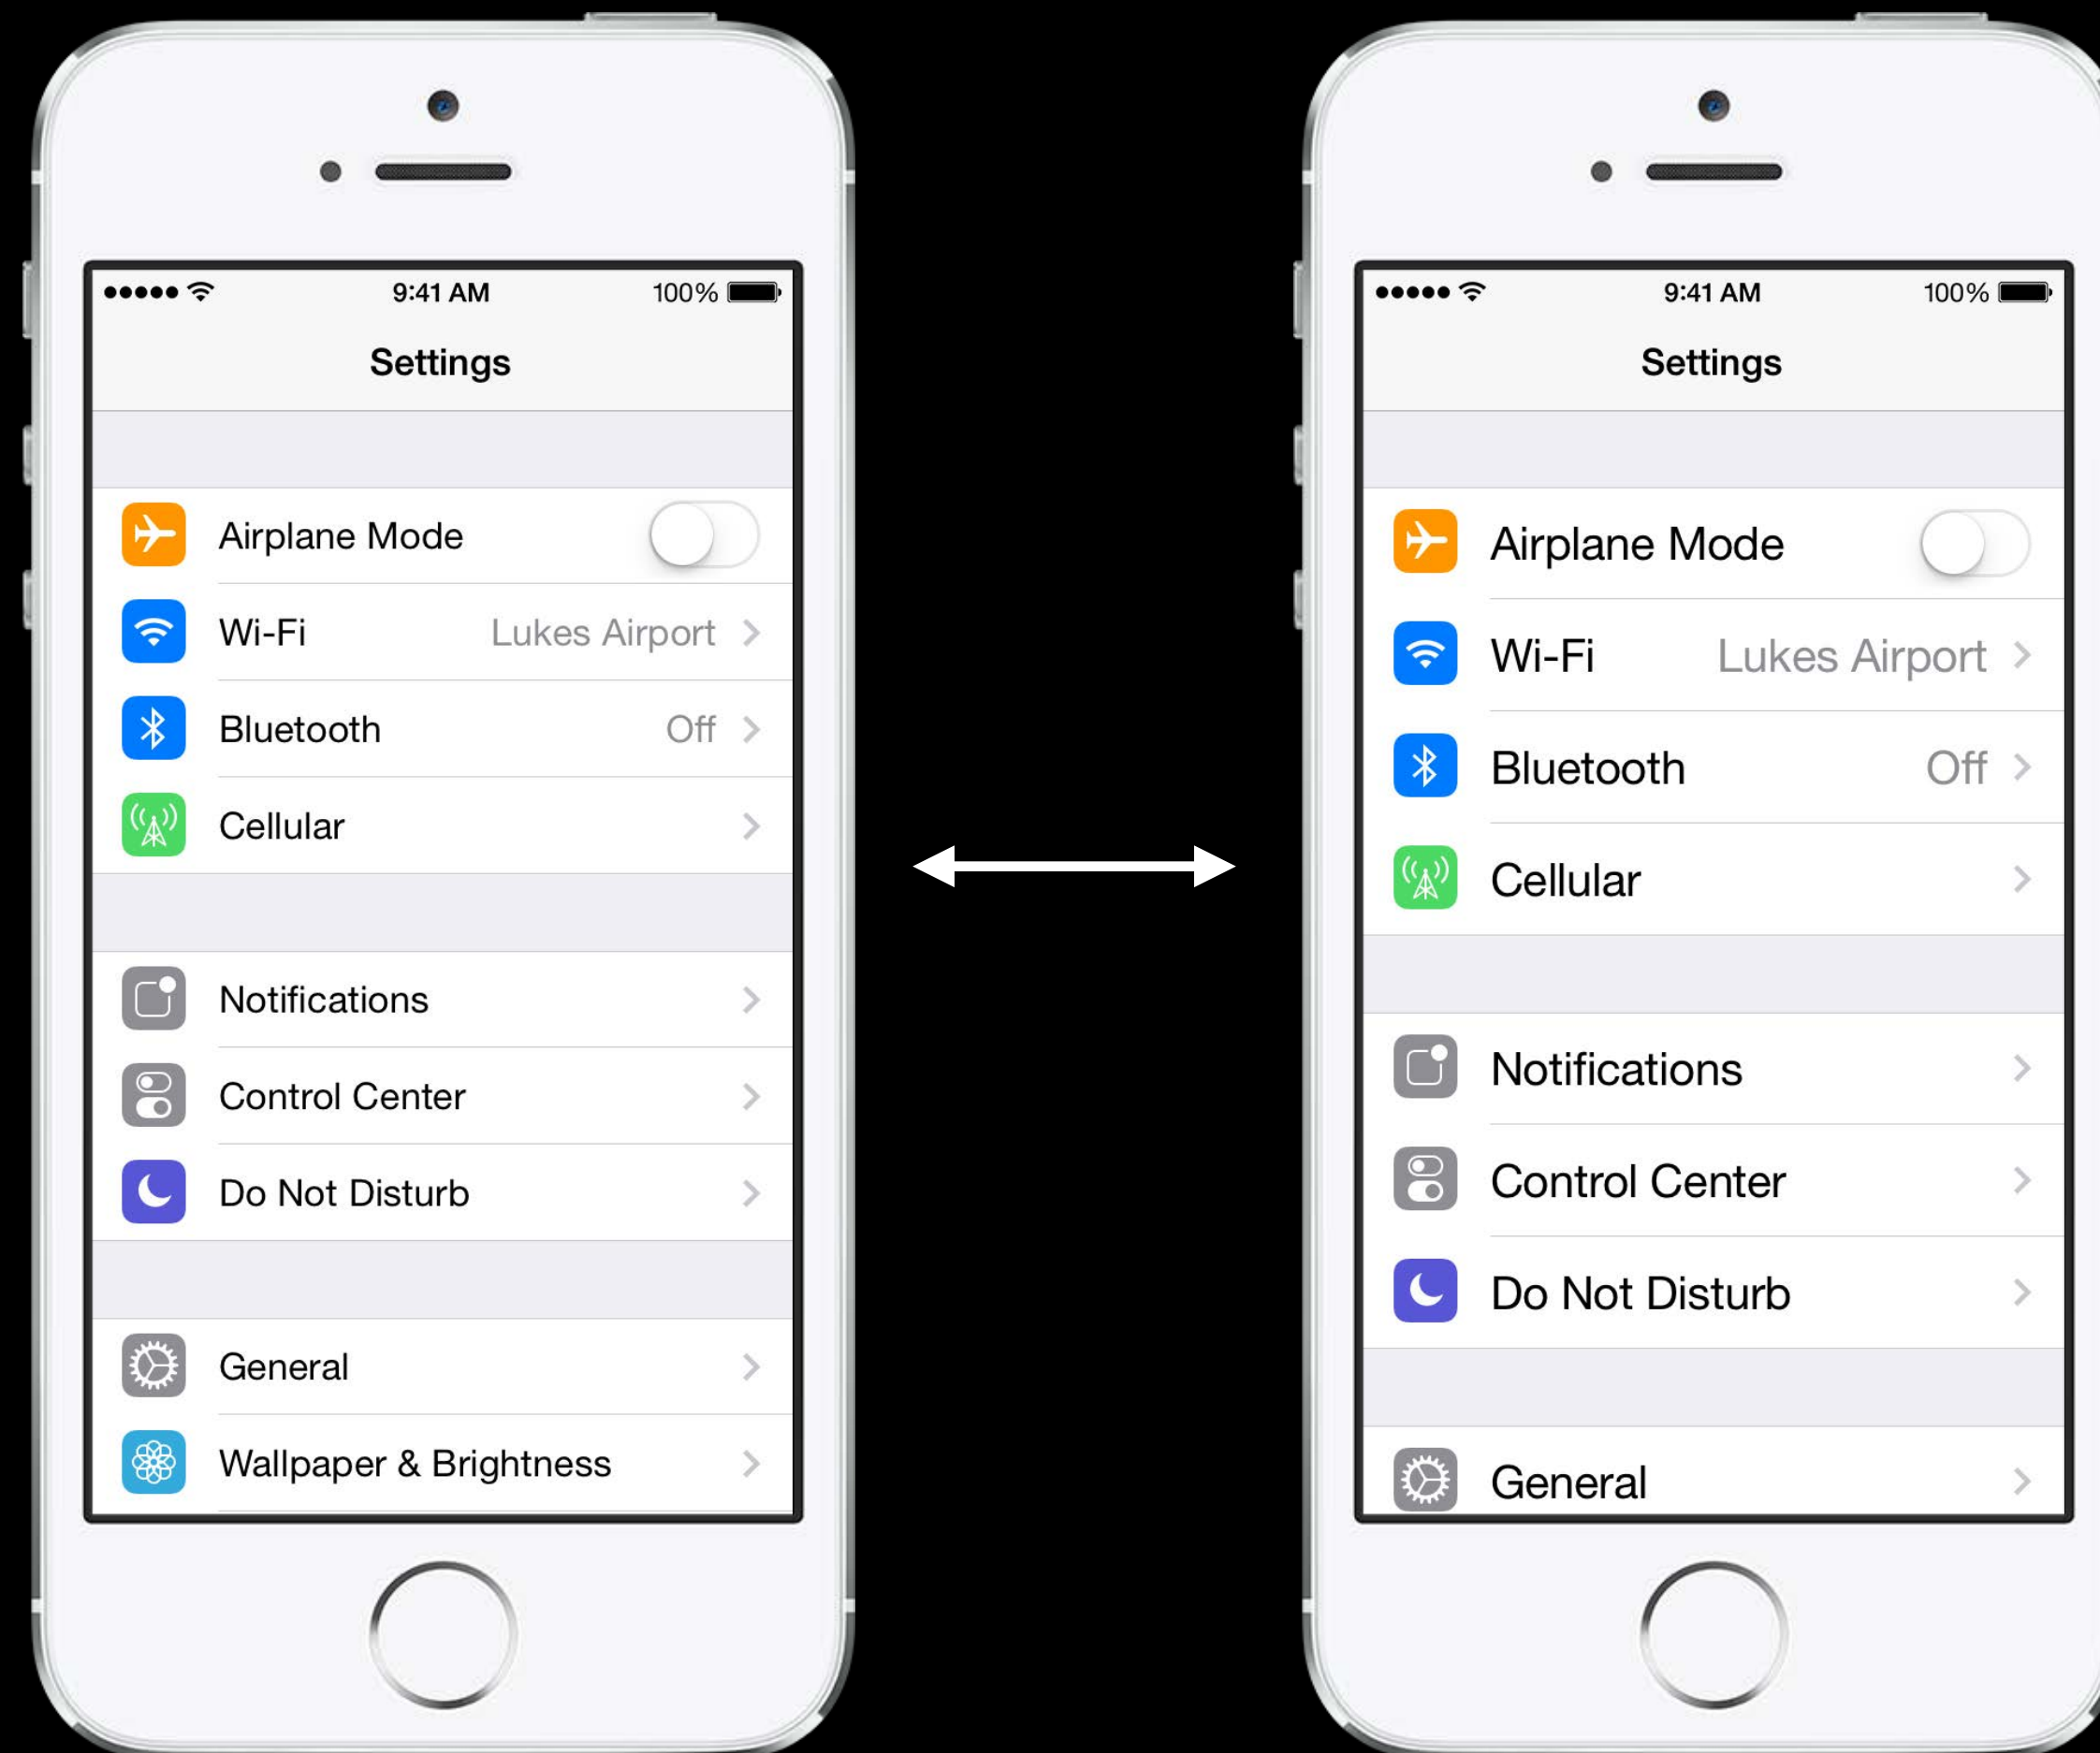 9:41 AM 100%
Settings
Airplane Mode
Wi-Fi Lukes Airport
Bluetooth Off
Cellular
Notifications
Control Center
Do Not Disturb
General
Wallpaper & Brightness
9:41 AM 100%
Settings
Airplane Mode
Wi-Fi Lukes Airport
Bluetooth Off
Cellular
Notifications
Control Center
Do Not Disturb
General